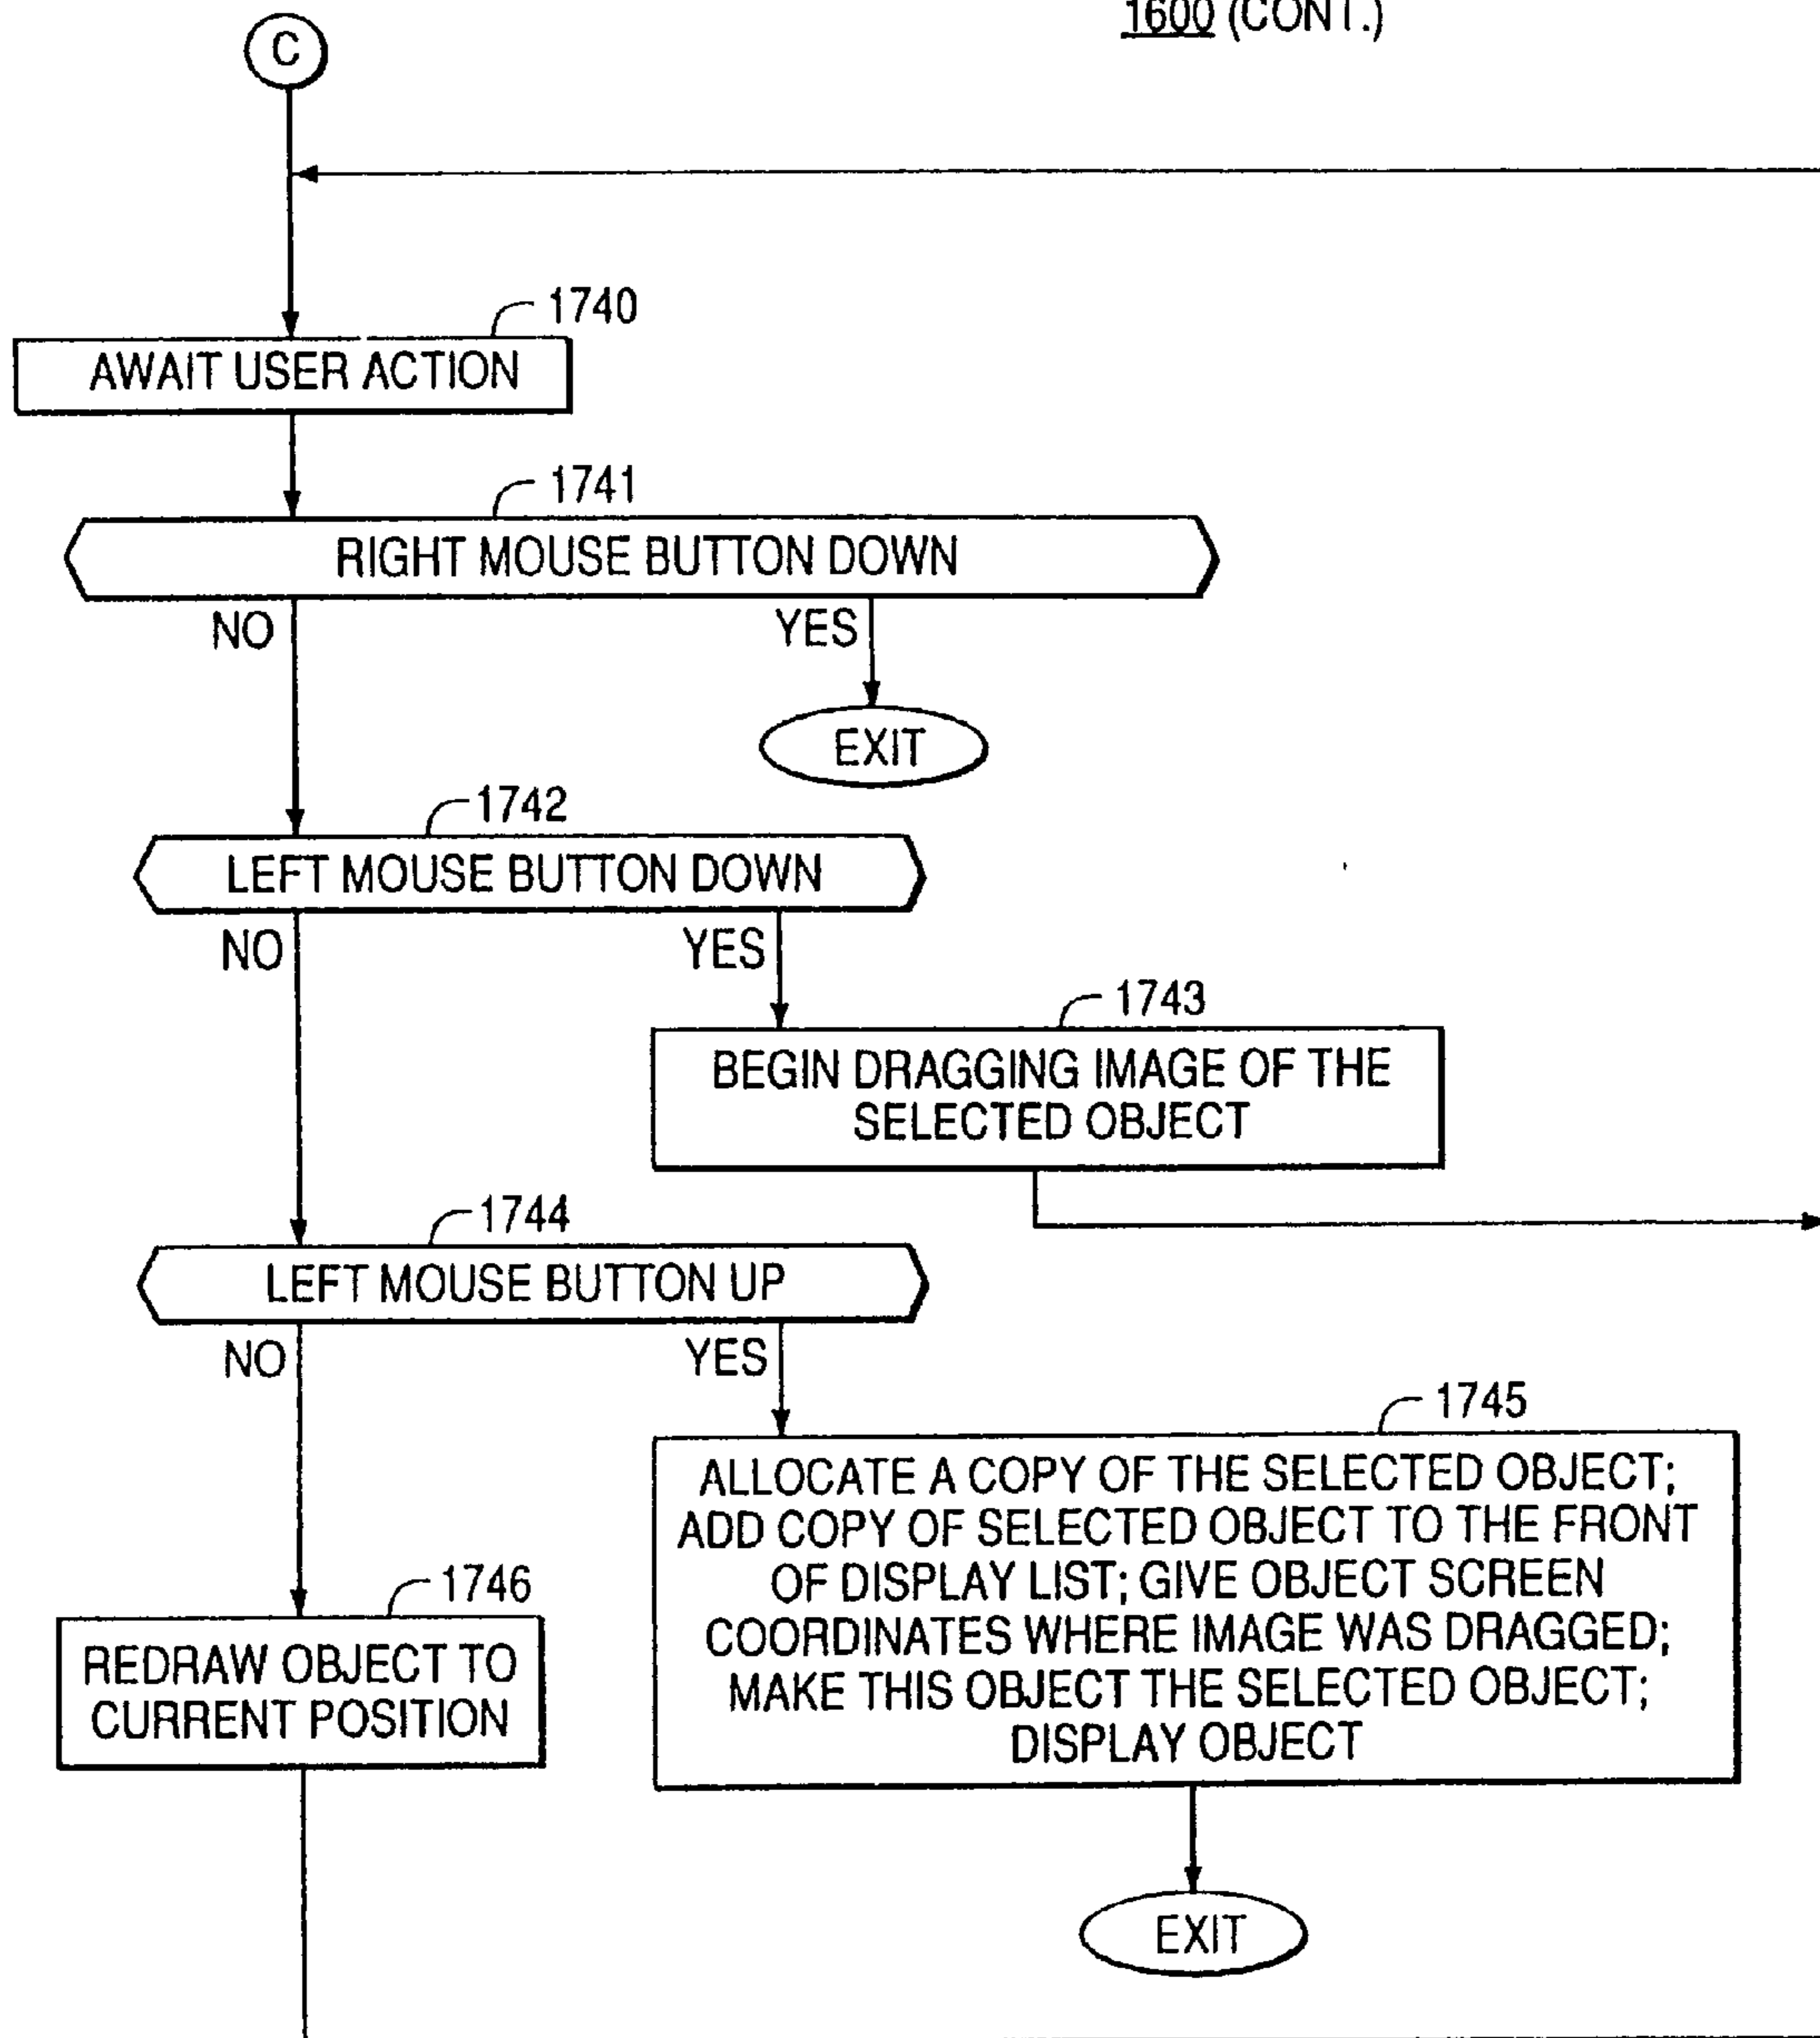 1600 (CONT.)
C
1740
AWAIT USER ACTION
1741
RIGHT MOUSE BUTTON DOWN
NO
YES
EXIT
1742
LEFT MOUSE BUTTON DOWN
NO
YES
1743
BEGIN DRAGGING IMAGE OF THE
SELECTED OBJECT
1744
LEFT MOUSE BUTTON UP
NO
YES
1745
ALLOCATE A COPY OF THE SELECTED OBJECT;
ADD COPY OF SELECTED OBJECT TO THE FRONT
OF DISPLAY LIST; GIVE OBJECT SCREEN
COORDINATES WHERE IMAGE WAS DRAGGED;
MAKE THIS OBJECT THE SELECTED OBJECT;
DISPLAY OBJECT
1746
REDRAW OBJECT TO
CURRENT POSITION
EXIT